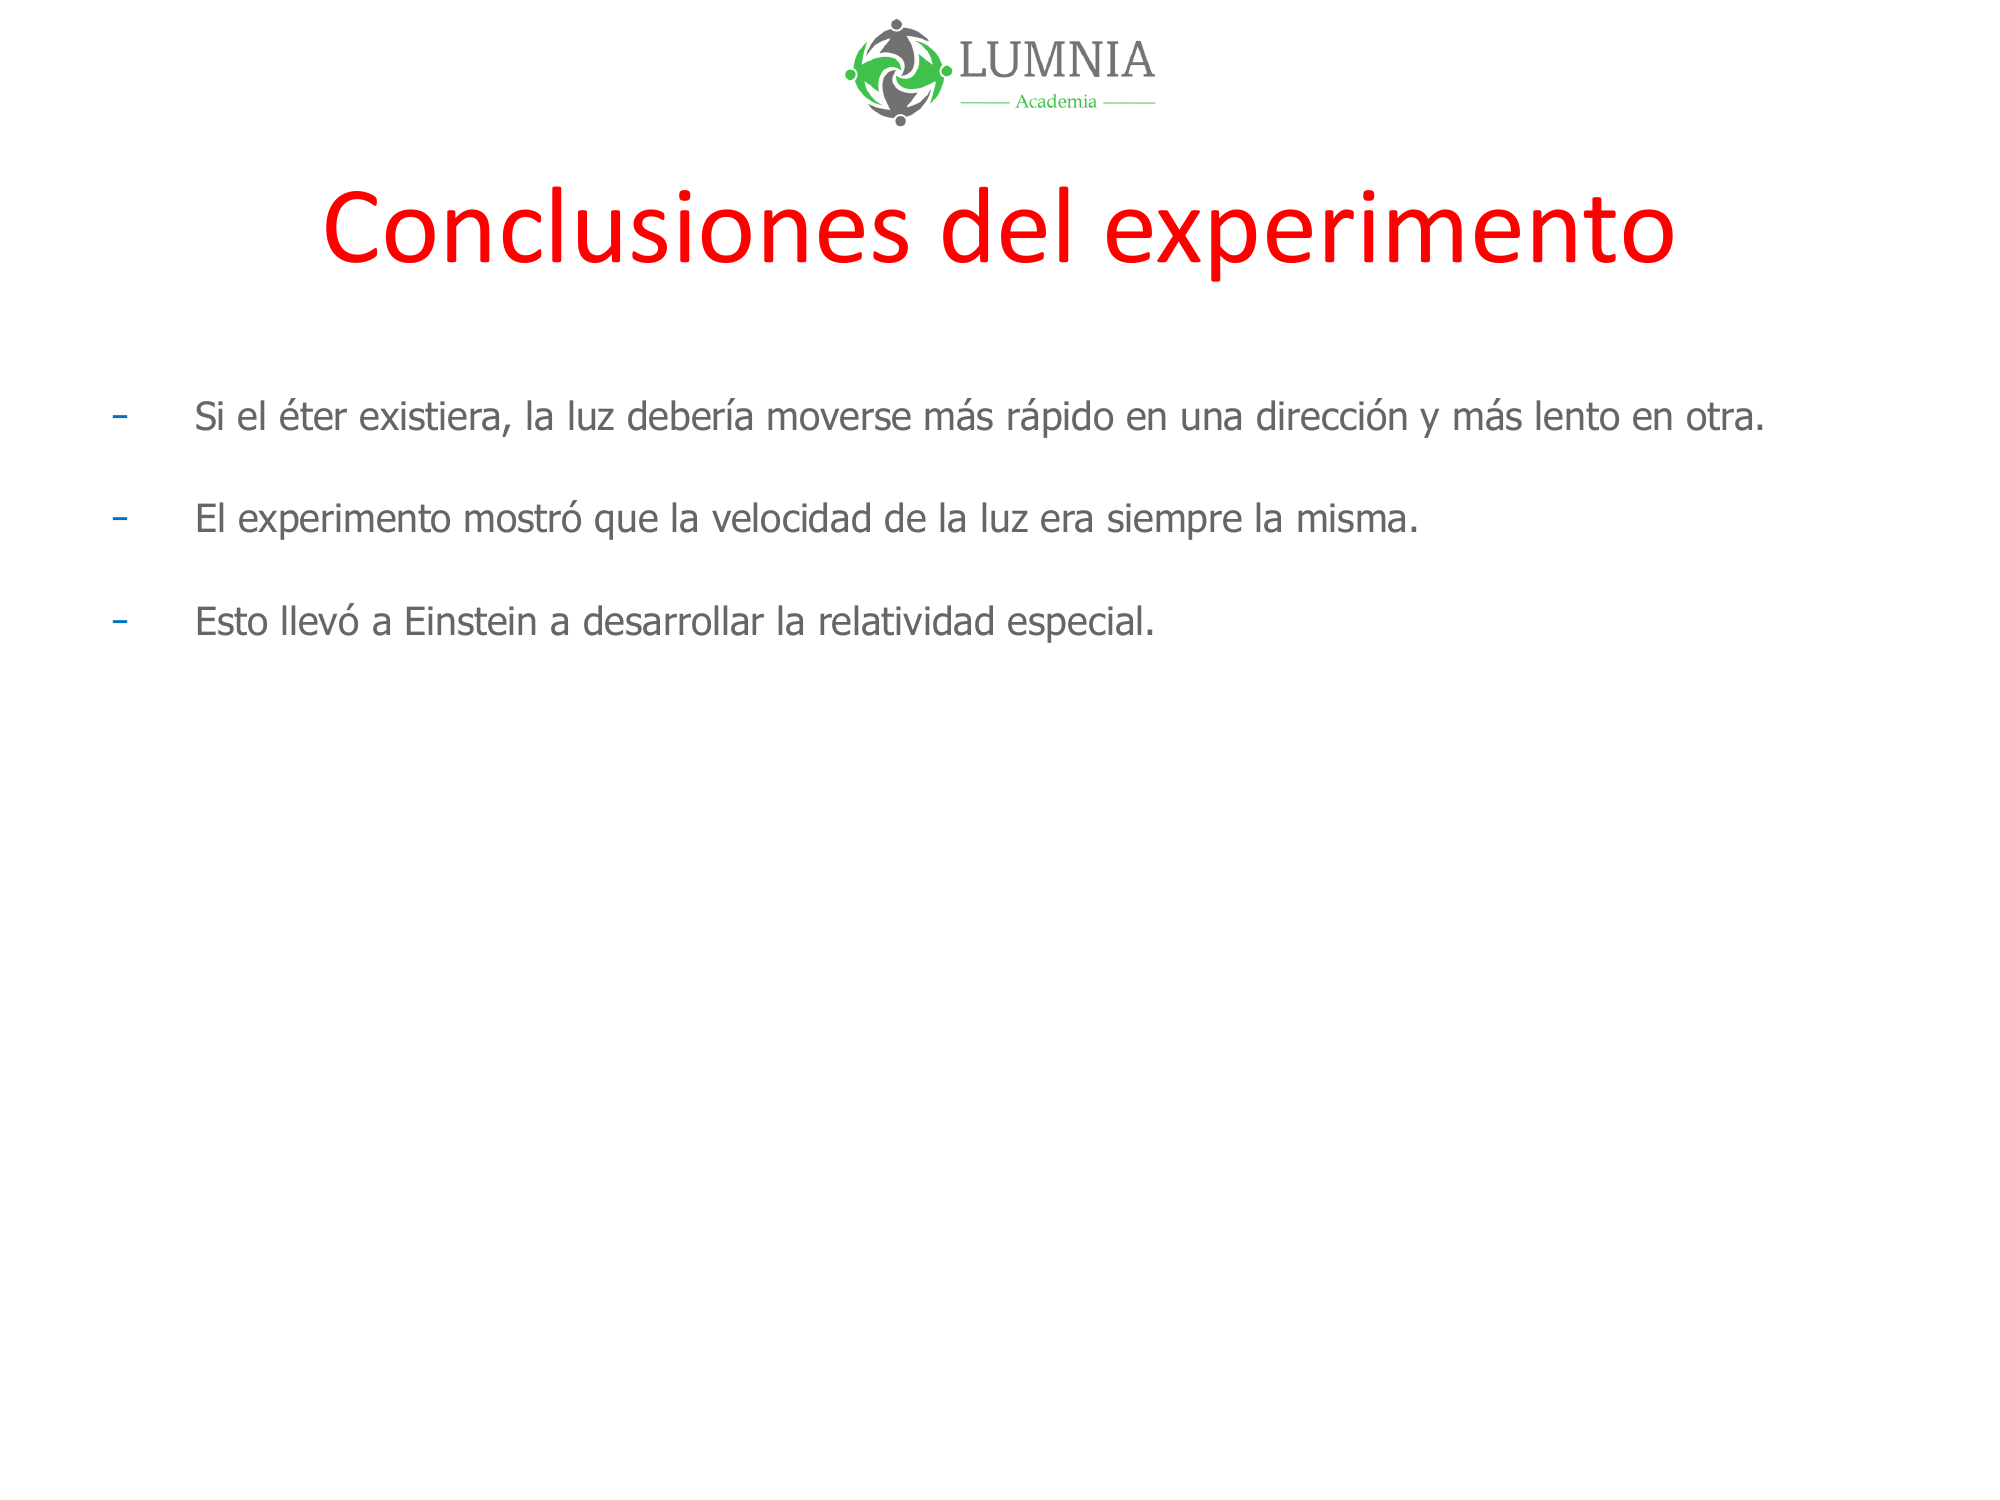 LUMNIA
Academia
Conclusiones del experimento
- Si el éter existiera, la luz debería moverse más rápido en una dirección y más lento en otra.
- El experimento mostró que la velocidad de la luz era siempre la misma.
- Esto llevó a Einstein a desarrollar la relatividad especial.